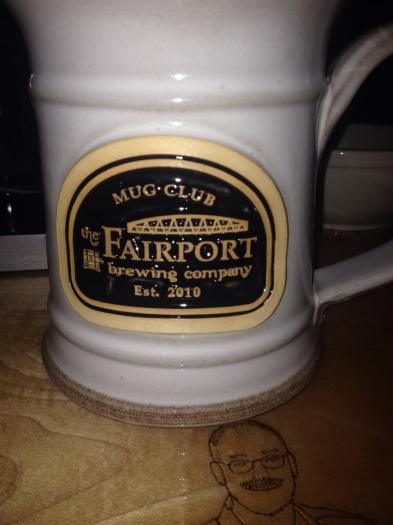 MUG CLUB
the FAIRPORT
brewing company
Est. 2010